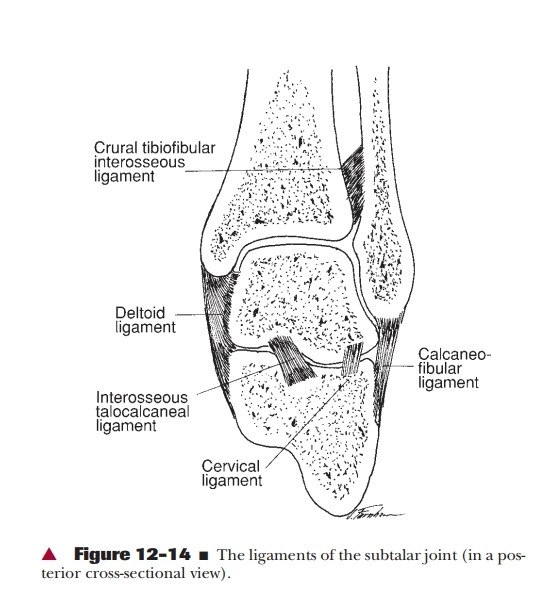 Crural tibiofibular
interosseous
ligament
Deltoid
ligament
Calcaneo-
fibular
ligament
Interosseous
talocalcaneal
ligament
Cervical
ligament
▲ Figure 12–14 ■ The ligaments of the subtalar joint (in a pos-
terior cross-sectional view).